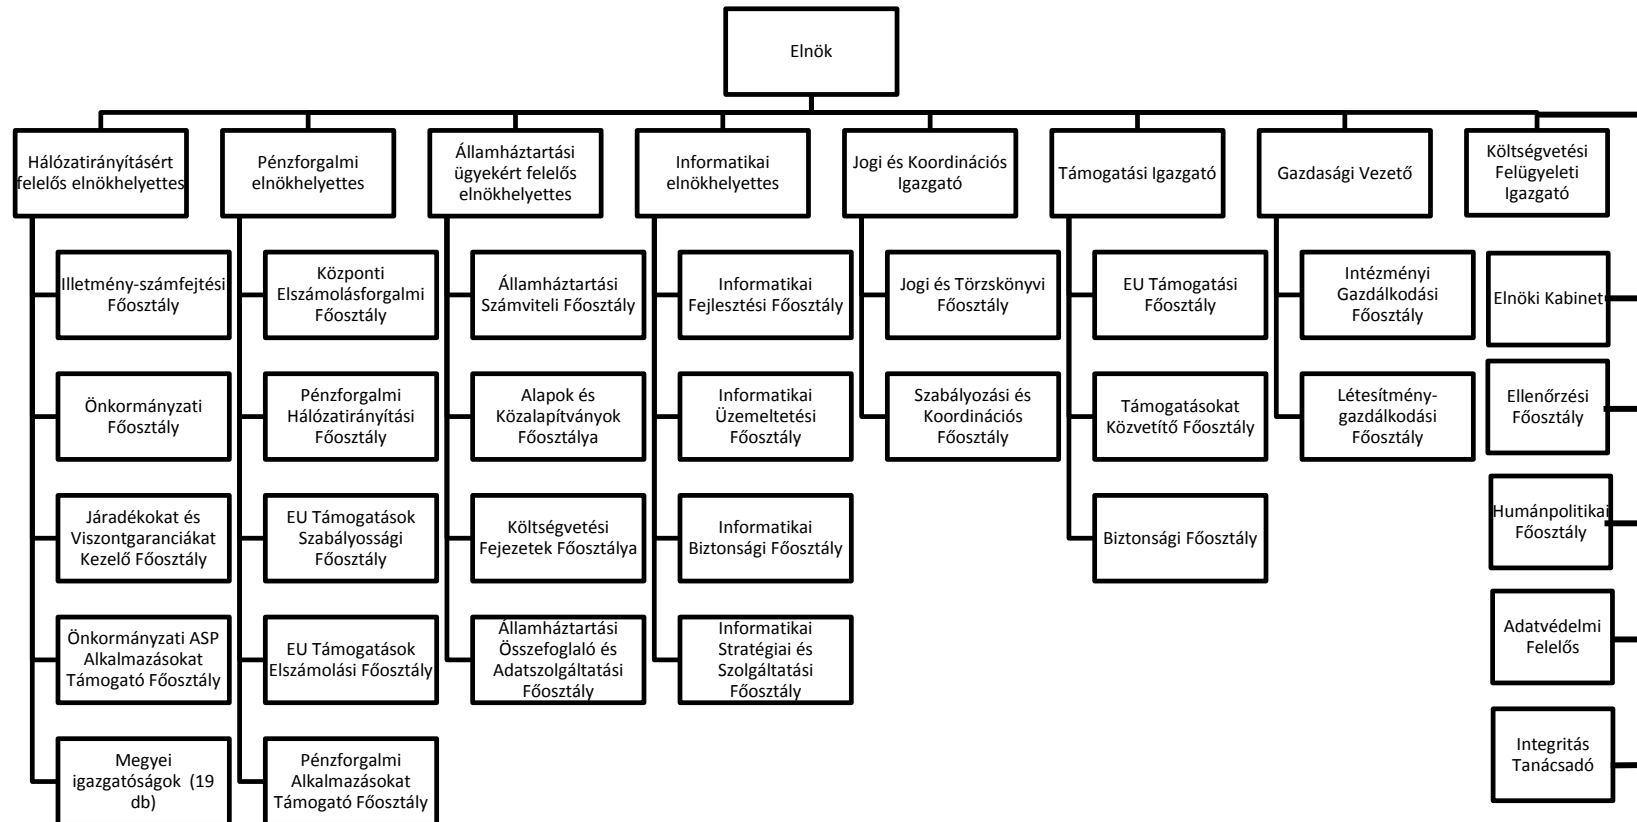 Elnök
Hálózatirányításért
felelős elnökhelyettes
Pénzforgalmi
elnökhelyettes
Államháztartási
ügyekért felelős
elnökhelyettes
Informatikai
elnökhelyettes
Jogi és Koordinációs
Igazgató
Támogatási Igazgató
Gazdasági Vezető
Költségvetési
Felügyeleti
Igazgató
Illetmény-számfejtési
Főosztály
Központi
Elszámolásforgalmi
Főosztály
Államháztartási
Számviteli Főosztály
Informatikai
Fejlesztési Főosztály
Jogi és Törzskönyvi
Főosztály
EU Támogatási
Főosztály
Intézményi
Gazdálkodási
Főosztály
Elnöki Kabinet
Önkormányzati
Főosztály
Pénzforgalmi
Hálózatirányítási
Főosztály
Alapok és
Közalapítványok
Főosztálya
Informatikai
Üzemeltetési
Főosztály
Szabályozási és
Koordinációs
Főosztály
Támogatásokat
Közvetítő Főosztály
Létesítmény-
gazdálkodási
Főosztály
Ellenőrzési
Főosztály
Járadékokat és
Viszontgaranciákat
Kezelő Főosztály
EU Támogatások
Szabályossági
Főosztály
Költségvetési
Fejezetek Főosztálya
Informatikai
Biztonsági Főosztály
Biztonsági Főosztály
Humánpolitikai
Főosztály
Önkormányzati ASP
Alkalmazásokat
Támogató Főosztály
EU Támogatások
Elszámolási Főosztály
Államháztartási
Összefoglaló és
Adatszolgáltatási
Főosztály
Informatikai
Stratégiai és
Szolgáltatási
Főosztály
Adatvédelmi
Felelős
Megyei
igazgatóságok (19
db)
Pénzforgalmi
Alkalmazásokat
Támogató Főosztály
Integritás
Tanácsadó